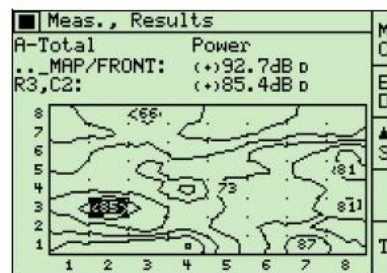 Meas., Results
A-Total Power
.._MAP/FRONT: (+)92.7dB D
R3,C2: (+)85.4dB D
8
7
6
5
4
3
2
1
<66
73
81
<85>
81]
87
1 2 3 4 5 6 7 8
M
C
E
D
S
T